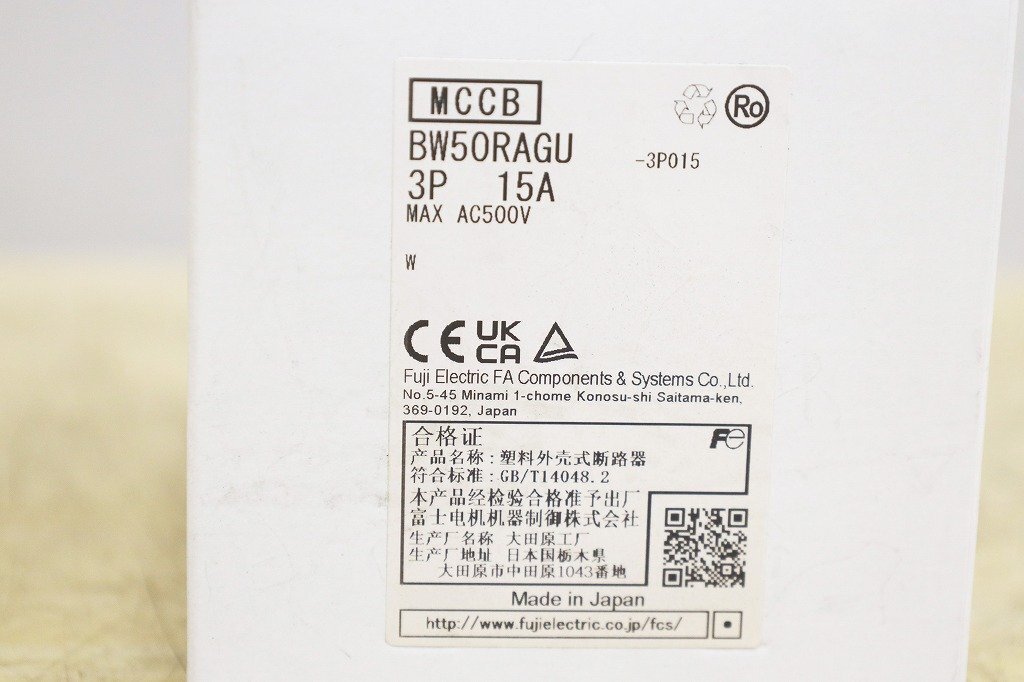 MCCB
Ro
BW50RAGU -3P015
3P 15A
MAX AC500V
W
CE UK CA
Fuji Electric FA Components & Systems Co.,Ltd.
No.5-45 Minami 1-chome Konosu-shi Saitama-ken,
369-0192, Japan
合格证 Fe
产品名称:塑料外壳式断路器
符合标准:GB/T14048.2
本产品经检验合格准予出厂
富士电机机器制御株式会社
生产厂名称 大田原工厂
生产厂地址 日本国栃木県
大田原市中田原1043番地
Made in Japan
http://www.fujielectric.co.jp/fcs/